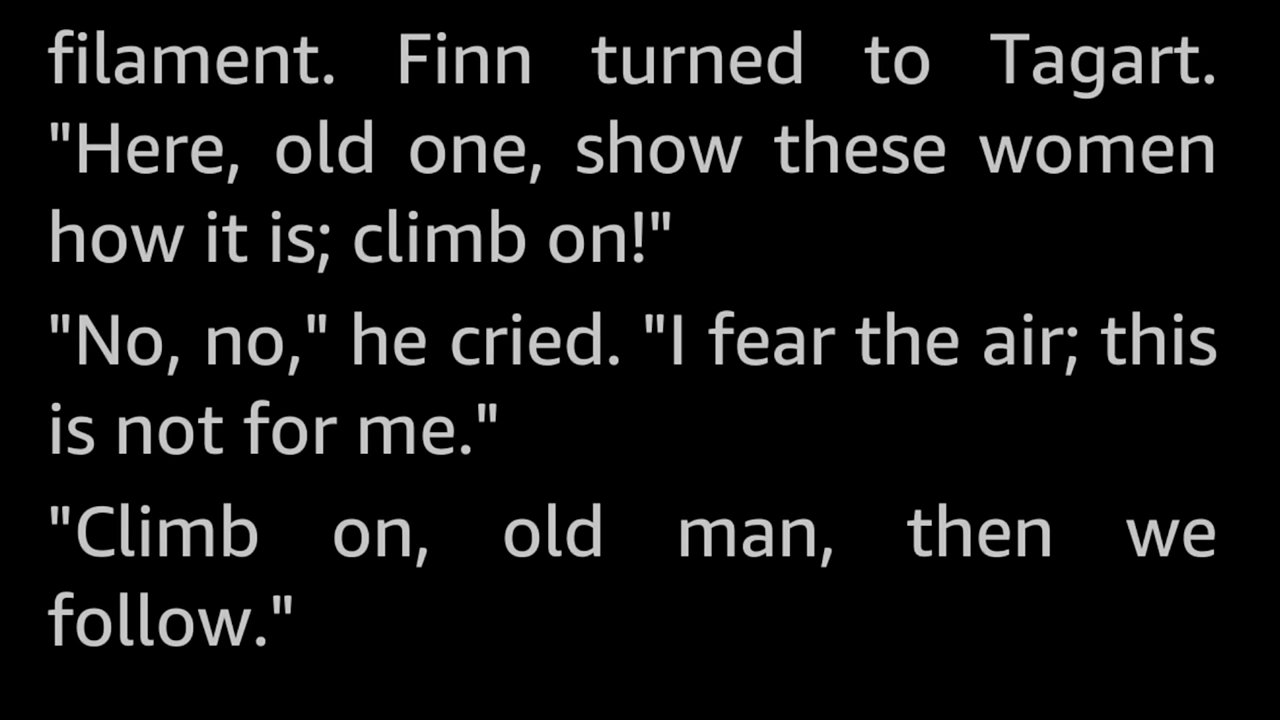 filament. Finn turned to Tagart.
"Here, old one, show these women
how it is; climb on!"
"No, no," he cried. "I fear the air; this
is not for me."
"Climb on, old man, then we
follow."